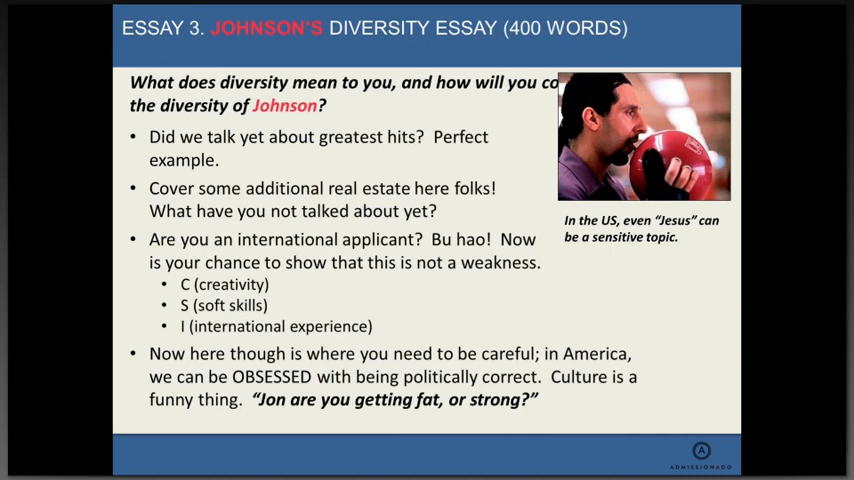 ESSAY 3. JOHNSON'S DIVERSITY ESSAY (400 WORDS)
What does diversity mean to you, and how will you co
the diversity of Johnson?
• Did we talk yet about greatest hits? Perfect
example.
• Cover some additional real estate here folks!
What have you not talked about yet?
• Are you an international applicant? Bu hao! Now
is your chance to show that this is not a weakness.
• C (creativity)
• S (soft skills)
• I (international experience)
• Now here though is where you need to be careful; in America,
we can be OBSESSED with being politically correct. Culture is a
funny thing. "Jon are you getting fat, or strong?"
In the US, even "Jesus" can
be a sensitive topic.
A
ADMISSIONADO